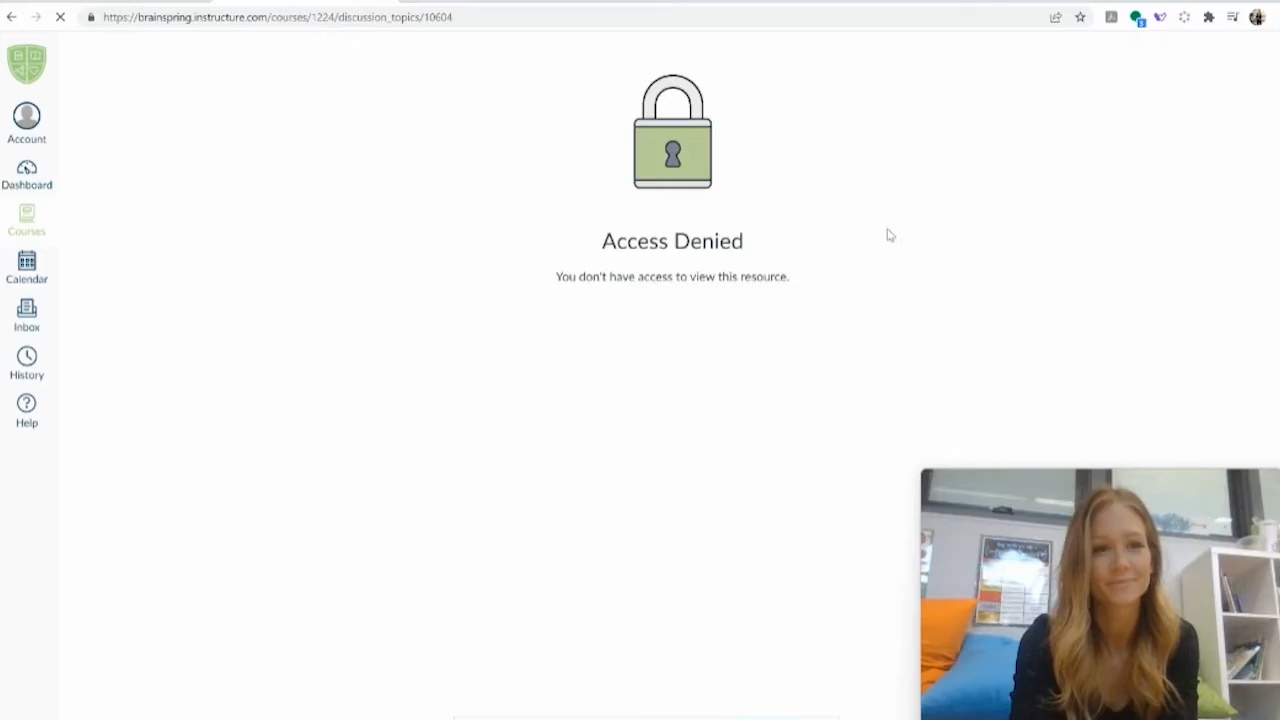 https://brainspring.instructure.com/courses/1224/discussion_topics/10604
Account
Dashboard
Courses
Calendar
Inbox
History
Help
Access Denied
You don't have access to view this resource.